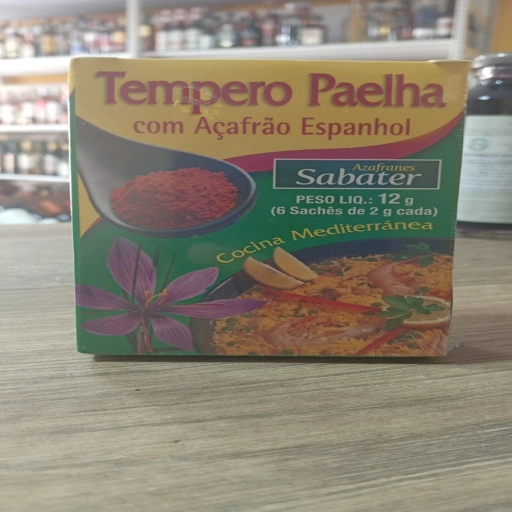 Tempero Paelha
com Açafrão Espanhol
Azafranes
Sabater
PESO LIQ.: 12 g
(6 Sachês de 2 g cada)
Cocina Mediterránea